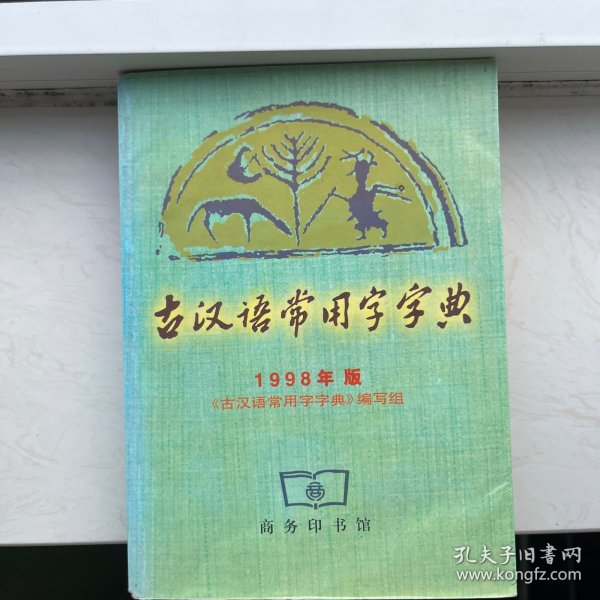 古汉语常用字字典
1998年版
《古汉语常用字字典》编写组
商务印书馆
孔夫子旧书网
www.kongfz.com